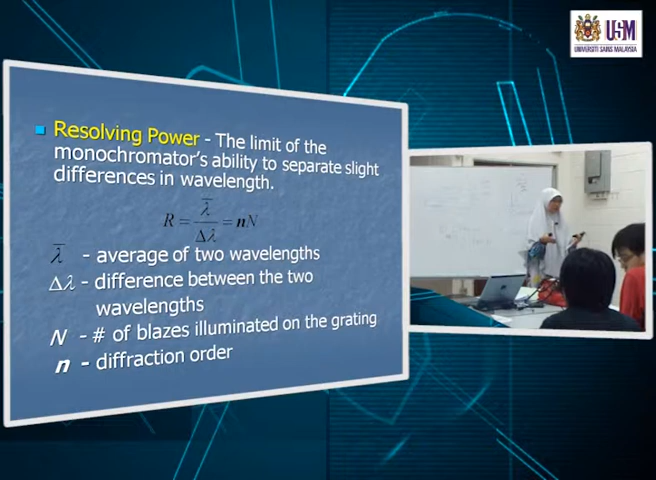 USM
UNIVERSITI SAINS MALAYSIA
Resolving Power - The limit of the
monochromator's ability to separate slight
differences in wavelength.
R = λ̅ / Δλ = nN
λ̅ - average of two wavelengths
Δλ - difference between the two
wavelengths
N - # of blazes illuminated on the grating
n - diffraction order